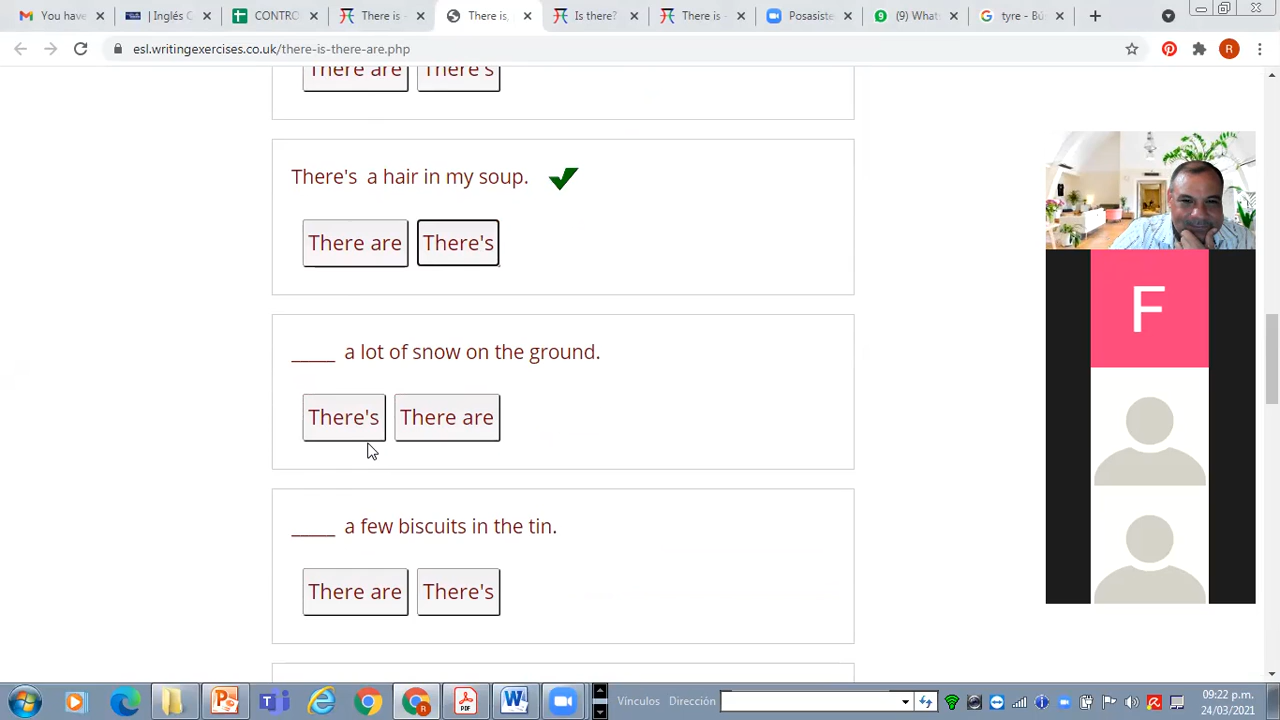 You have
Inglés C
CONTRO
There is
There is,
Is there?
There is
Posasist
(9) What
tyre - Bú
esl.writingexercises.co.uk/there-is-there-are.php
R
There are There's
There's a hair in my soup.
There are There's
_____ a lot of snow on the ground.
There's There are
_____ a few biscuits in the tin.
There are There's
F
Vínculos Dirección
09:22 p.m.
24/03/2021